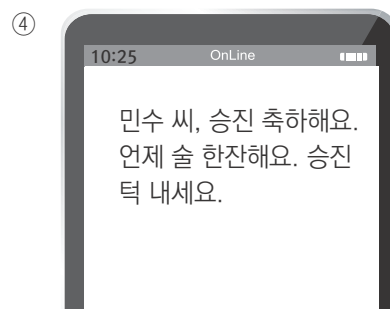 ④
10:25 OnLine
민수 씨, 승진 축하해요.
언제 술 한잔해요. 승진
턱 내세요.